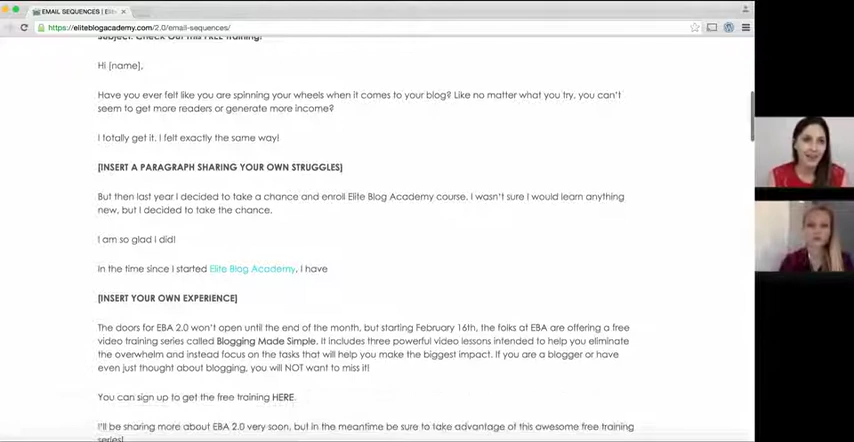 EMAIL SEQUENCES | Elit
https://eliteblogacademy.com/2.0/email-sequences/
Subject: Check Out this FREE Training!
Hi [name],
Have you ever felt like you are spinning your wheels when it comes to your blog? Like no matter what you try, you can't
seem to get more readers or generate more income?
I totally get it. I felt exactly the same way!
[INSERT A PARAGRAPH SHARING YOUR OWN STRUGGLES]
But then last year I decided to take a chance and enroll Elite Blog Academy course. I wasn't sure I would learn anything
new, but I decided to take the chance.
I am so glad I did!
In the time since I started Elite Blog Academy, I have
[INSERT YOUR OWN EXPERIENCE]
The doors for EBA 2.0 won't open until the end of the month, but starting February 16th, the folks at EBA are offering a free
video training series called Blogging Made Simple. It includes three powerful video lessons intended to help you eliminate
the overwhelm and instead focus on the tasks that will help you make the biggest impact. If you are a blogger or have
even just thought about blogging, you will NOT want to miss it!
You can sign up to get the free training HERE.
I'll be sharing more about EBA 2.0 very soon, but in the meantime be sure to take advantage of this awesome free training
series!